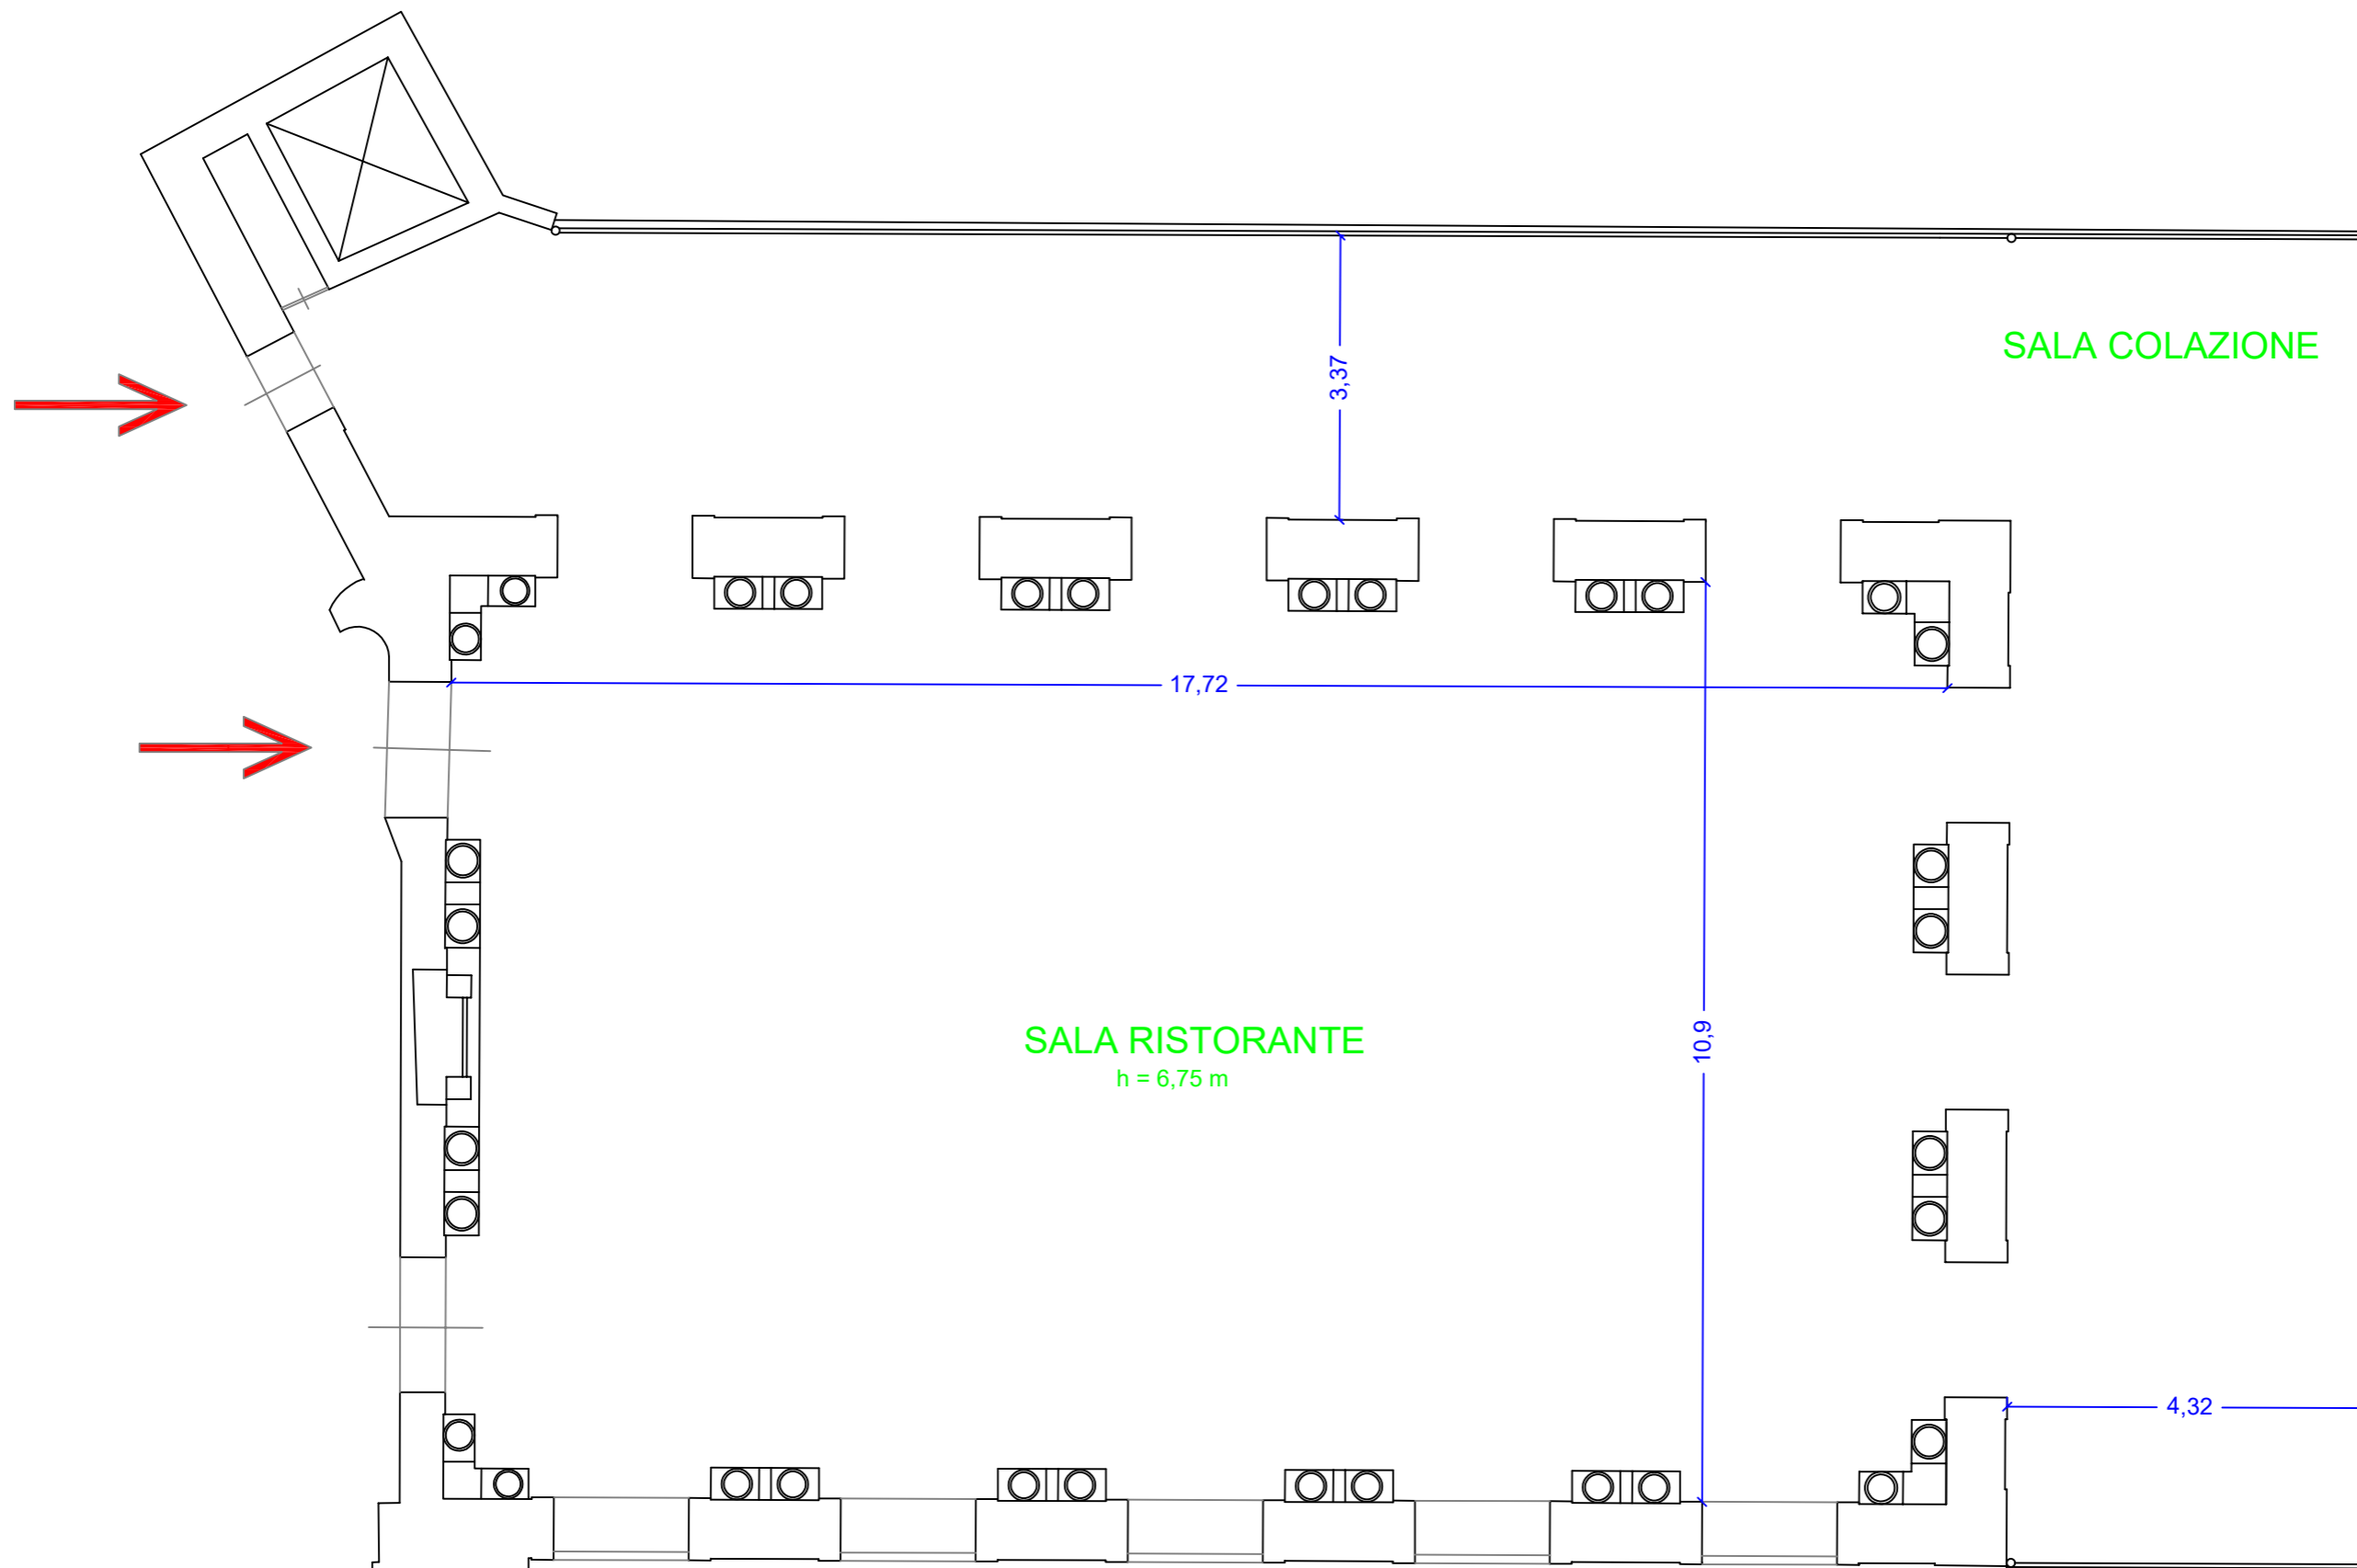 SALA COLAZIONE
3,37
17,72
10,9
SALA RISTORANTE
h = 6,75 m
4,32